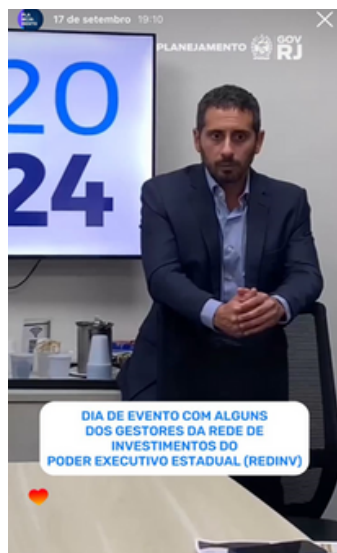 17 de setembro 19:10
PLANEJAMENTO GOV
RJ
20
24
DIA DE EVENTO COM ALGUNS
DOS GESTORES DA REDE DE
INVESTIMENTOS DO
PODER EXECUTIVO ESTADUAL (REDINV)